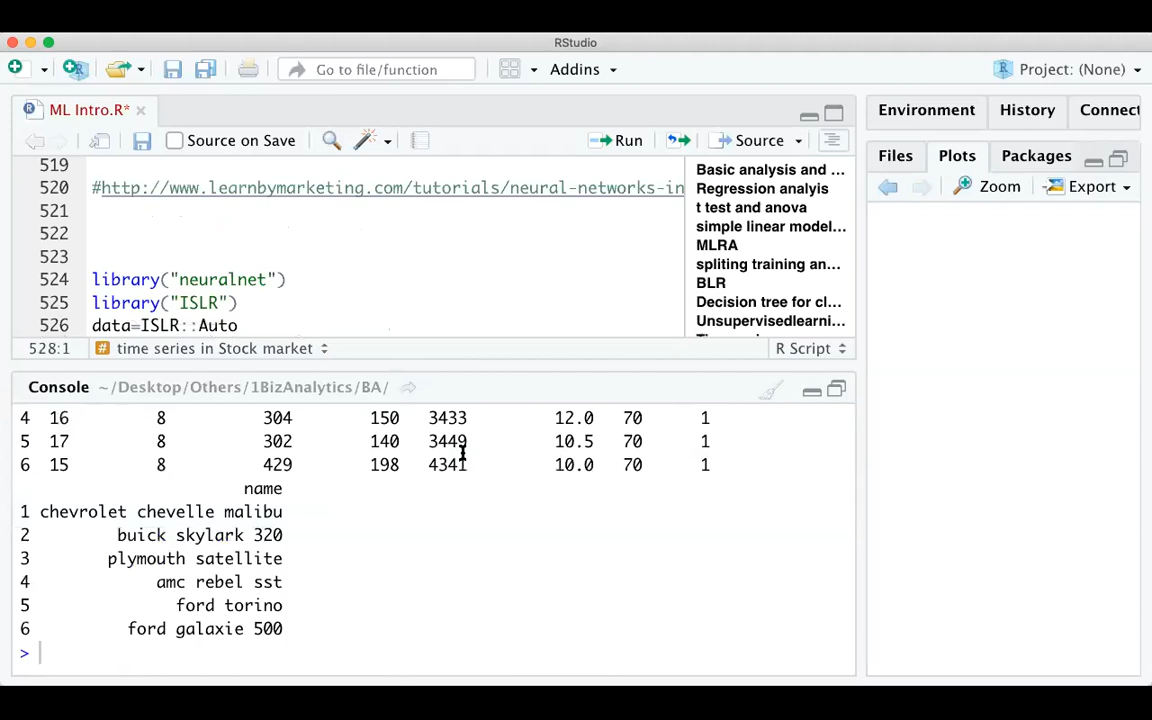 RStudio
Go to file/function
Addins
Project: (None)
ML Intro.R*
Source on Save
Run
Source
519
520 #http://www.learnbymarketing.com/tutorials/neural-networks-in
521
522
523
524 library("neuralnet")
525 library("ISLR")
526 data=ISLR::Auto
Basic analysis and ...
Regression analyis
t test and anova
simple linear model...
MLRA
spliting training an...
BLR
Decision tree for cl...
Unsupervisedlearni...
528:1 time series in Stock market R Script
Console ~/Desktop/Others/1BizAnalytics/BA/
4 16 8 304 150 3433 12.0 70 1
5 17 8 302 140 3449 10.5 70 1
6 15 8 429 198 4341 10.0 70 1
name
1 chevrolet chevelle malibu
2 buick skylark 320
3 plymouth satellite
4 amc rebel sst
5 ford torino
6 ford galaxie 500
>
Environment History Connect
Files Plots Packages
Zoom Export